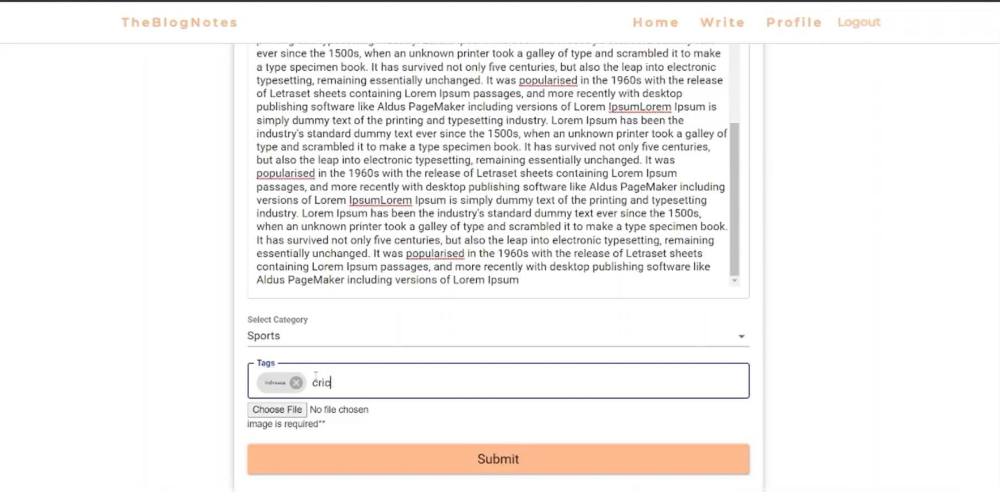 TheBlogNotes
Home Write Profile Logout
ever since the 1500s, when an unknown printer took a galley of type and scrambled it to make
a type specimen book. It has survived not only five centuries, but also the leap into electronic
typesetting, remaining essentially unchanged. It was popularised in the 1960s with the release
of Letraset sheets containing Lorem Ipsum passages, and more recently with desktop
publishing software like Aldus PageMaker including versions of Lorem IpsumLorem Ipsum is
simply dummy text of the printing and typesetting industry. Lorem Ipsum has been the
industry's standard dummy text ever since the 1500s, when an unknown printer took a galley of
type and scrambled it to make a type specimen book. It has survived not only five centuries,
but also the leap into electronic typesetting, remaining essentially unchanged. It was
popularised in the 1960s with the release of Letraset sheets containing Lorem Ipsum
passages, and more recently with desktop publishing software like Aldus PageMaker including
versions of Lorem IpsumLorem Ipsum is simply dummy text of the printing and typesetting
industry. Lorem Ipsum has been the industry's standard dummy text ever since the 1500s,
when an unknown printer took a galley of type and scrambled it to make a type specimen book.
It has survived not only five centuries, but also the leap into electronic typesetting, remaining
essentially unchanged. It was popularised in the 1960s with the release of Letraset sheets
containing Lorem Ipsum passages, and more recently with desktop publishing software like
Aldus PageMaker including versions of Lorem Ipsum
Select Category
Sports
Tags
cric
Choose File No file chosen
image is required**
Submit